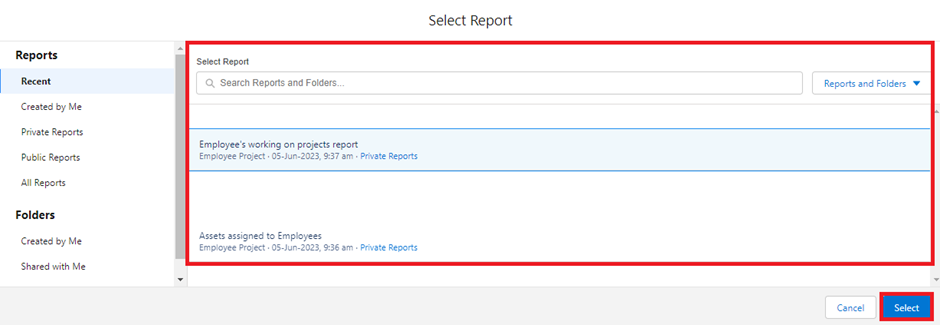 Select Report
Reports
Recent
Created by Me
Private Reports
Public Reports
All Reports
Folders
Created by Me
Shared with Me
Select Report
Search Reports and Folders...
Reports and Folders
Employee's working on projects report
Employee Project · 05-Jun-2023, 9:37 am · Private Reports
Assets assigned to Employees
Employee Project · 05-Jun-2023, 9:36 am · Private Reports
Cancel
Select